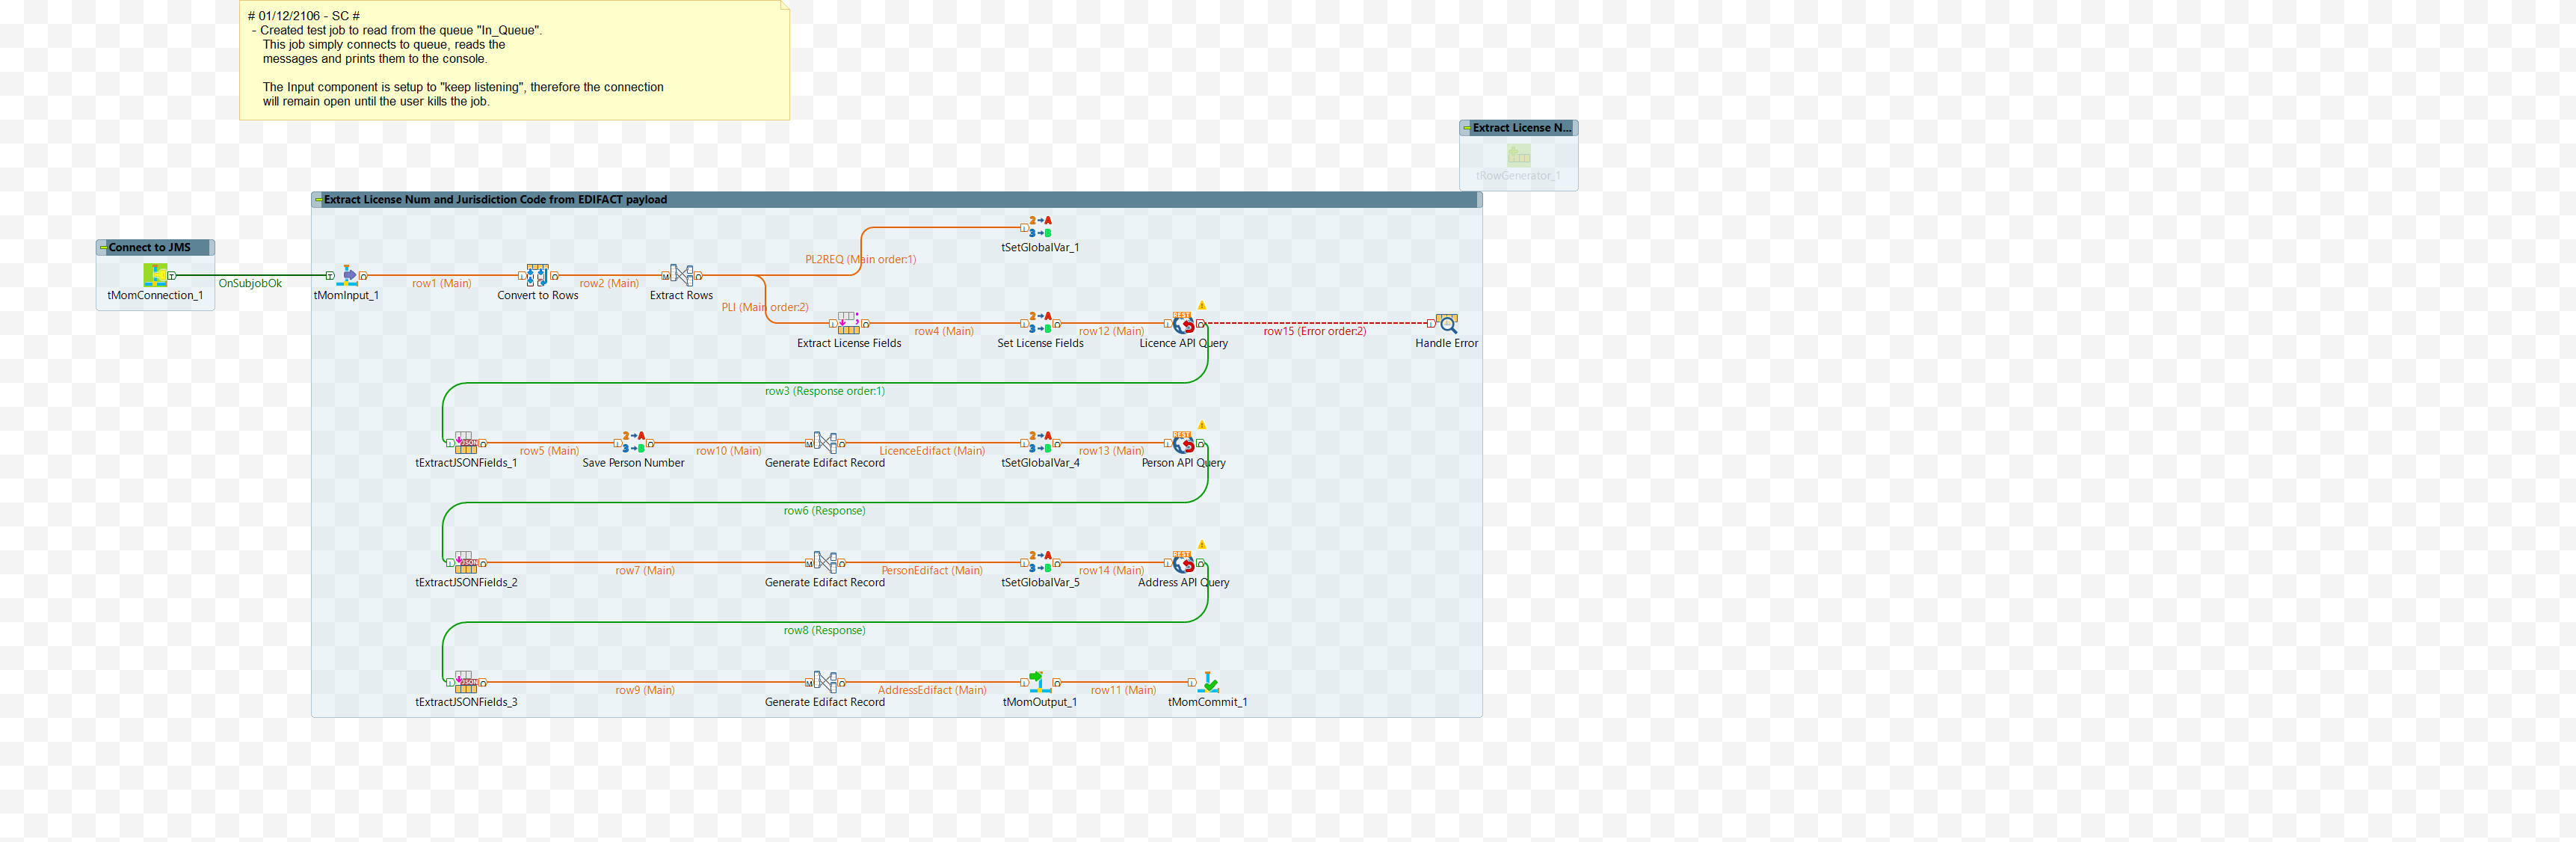 # 01/12/2106 - SC #
- Created test job to read from the queue "In_Queue".
This job simply connects to queue, reads the
messages and prints them to the console.
The Input component is setup to "keep listening", therefore the connection
will remain open until the user kills the job.
Extract License N...
tRowGenerator_1
Extract License Num and Jurisdiction Code from EDIFACT payload
Connect to JMS
tMomConnection_1
OnSubjobOk
tMomInput_1
row1 (Main)
Convert to Rows
row2 (Main)
Extract Rows
PL2REQ (Main order:1)
tSetGlobalVar_1
PLI (Main order:2)
Extract License Fields
row4 (Main)
Set License Fields
row12 (Main)
REST
Licence API Query
row15 (Error order:2)
Handle Error
row3 (Response order:1)
JSON
tExtractJSONFields_1
row5 (Main)
Save Person Number
row10 (Main)
Generate Edifact Record
LicenceEdifact (Main)
tSetGlobalVar_4
row13 (Main)
REST
Person API Query
row6 (Response)
JSON
tExtractJSONFields_2
row7 (Main)
Generate Edifact Record
PersonEdifact (Main)
tSetGlobalVar_5
row14 (Main)
REST
Address API Query
row8 (Response)
JSON
tExtractJSONFields_3
row9 (Main)
Generate Edifact Record
AddressEdifact (Main)
tMomOutput_1
row11 (Main)
tMomCommit_1